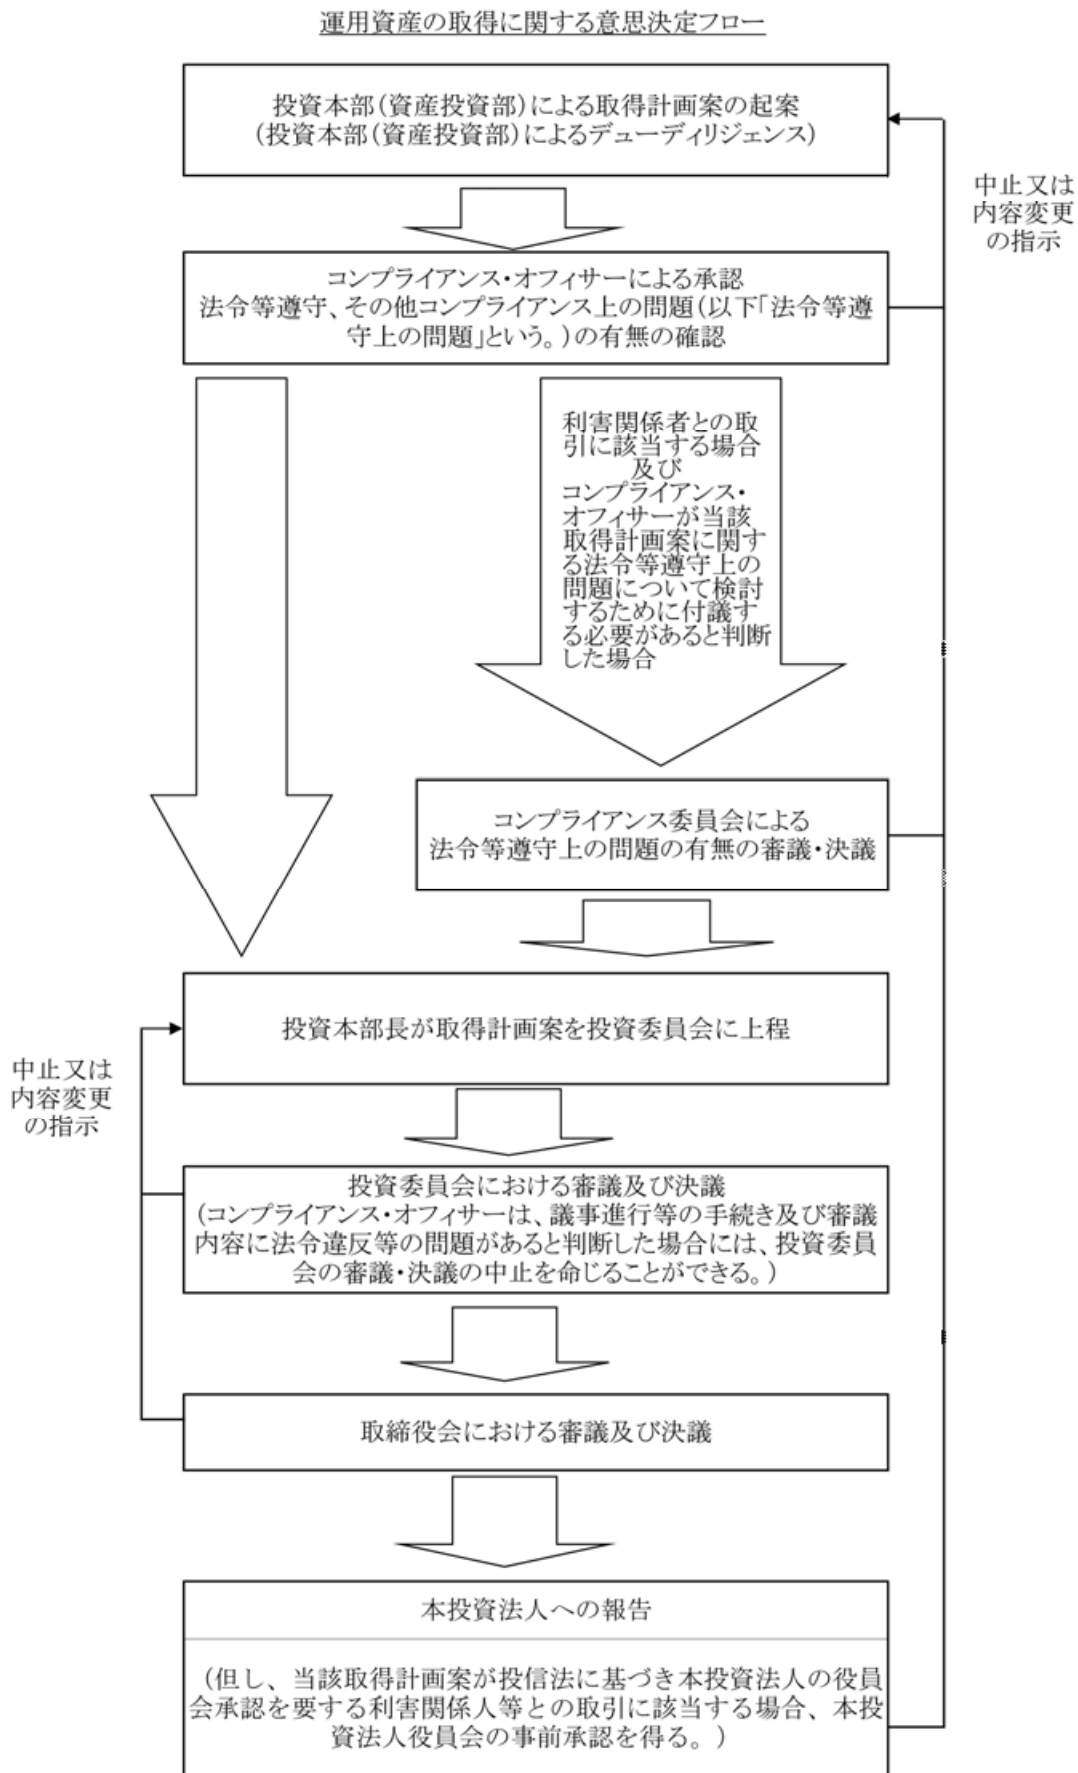 運用資産の取得に関する意思決定フロー
投資本部(資産投資部)による取得計画案の起案
(投資本部(資産投資部)によるデューディリジェンス)
中止又は
内容変更
の指示
コンプライアンス・オフィサーによる承認
法令等遵守、その他コンプライアンス上の問題(以下「法令等遵
守上の問題」という。)の有無の確認
利害関係者との取
引に該当する場合
及び
コンプライアンス・
オフィサーが当該
取得計画案に関す
る法令等遵守上の
問題について検討
するために付議す
る必要があると判断
した場合
コンプライアンス委員会による
法令等遵守上の問題の有無の審議・決議
投資本部長が取得計画案を投資委員会に上程
中止又は
内容変更
の指示
投資委員会における審議及び決議
(コンプライアンス・オフィサーは、議事進行等の手続き及び審議
内容に法令違反等の問題があると判断した場合には、投資委員
会の審議・決議の中止を命じることができる。)
取締役会における審議及び決議
本投資法人への報告
(但し、当該取得計画案が投信法に基づき本投資法人の役員
会承認を要する利害関係人等との取引に該当する場合、本投
資法人役員会の事前承認を得る。)